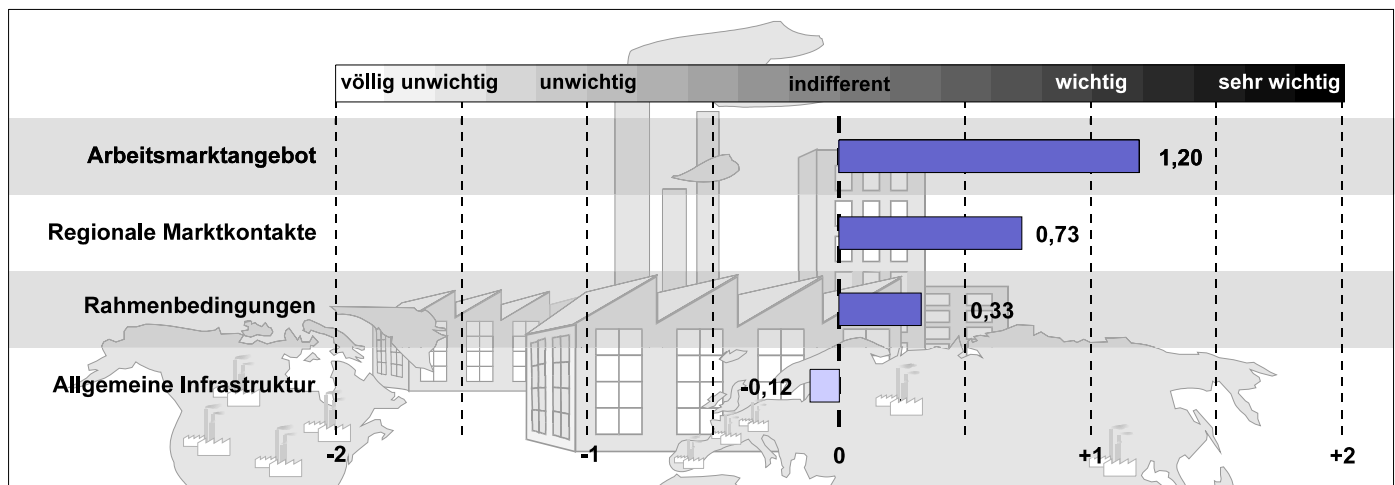 völlig unwichtig unwichtig indifferent wichtig sehr wichtig
Arbeitsmarktangebot 1,20
Regionale Marktkontakte 0,73
Rahmenbedingungen 0,33
Allgemeine Infrastruktur -0,12
-2 -1 0 +1 +2